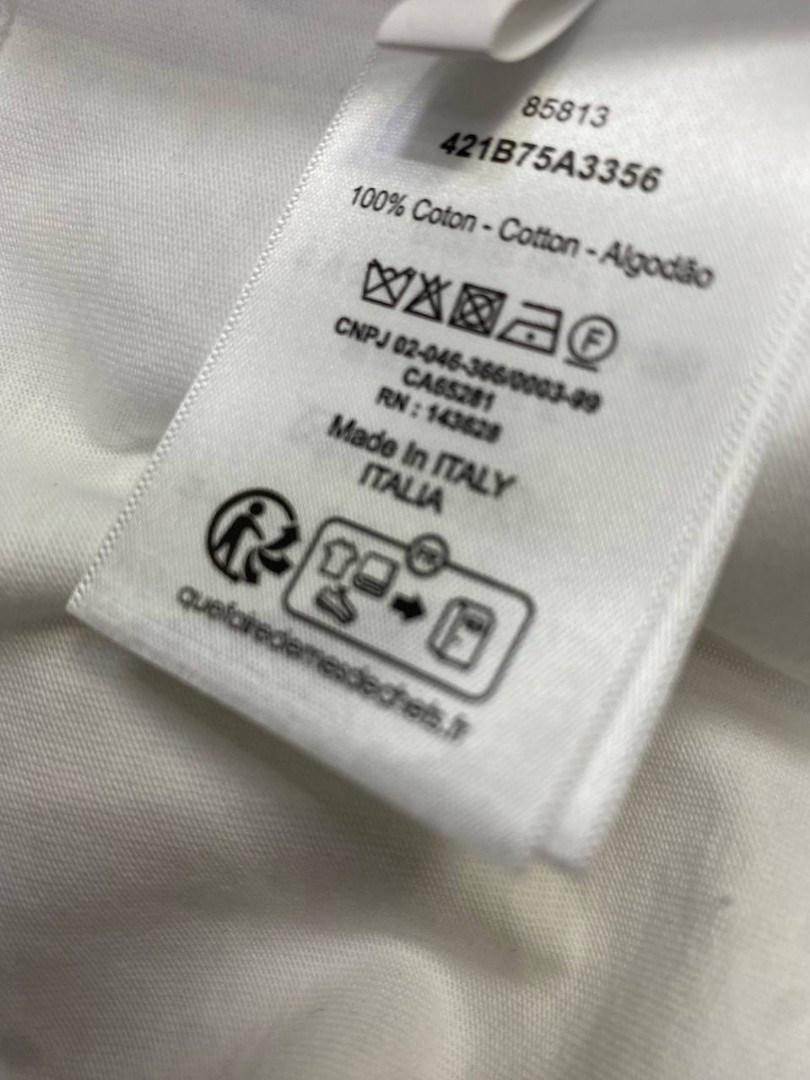 85813
421B75A3356
100% Coton - Cotton - Algodão
F
CNPJ 02-046-366/0003-99
CA65281
RN : 143628
Made In ITALY
ITALIA
FR
quefairedemesdechets.fr